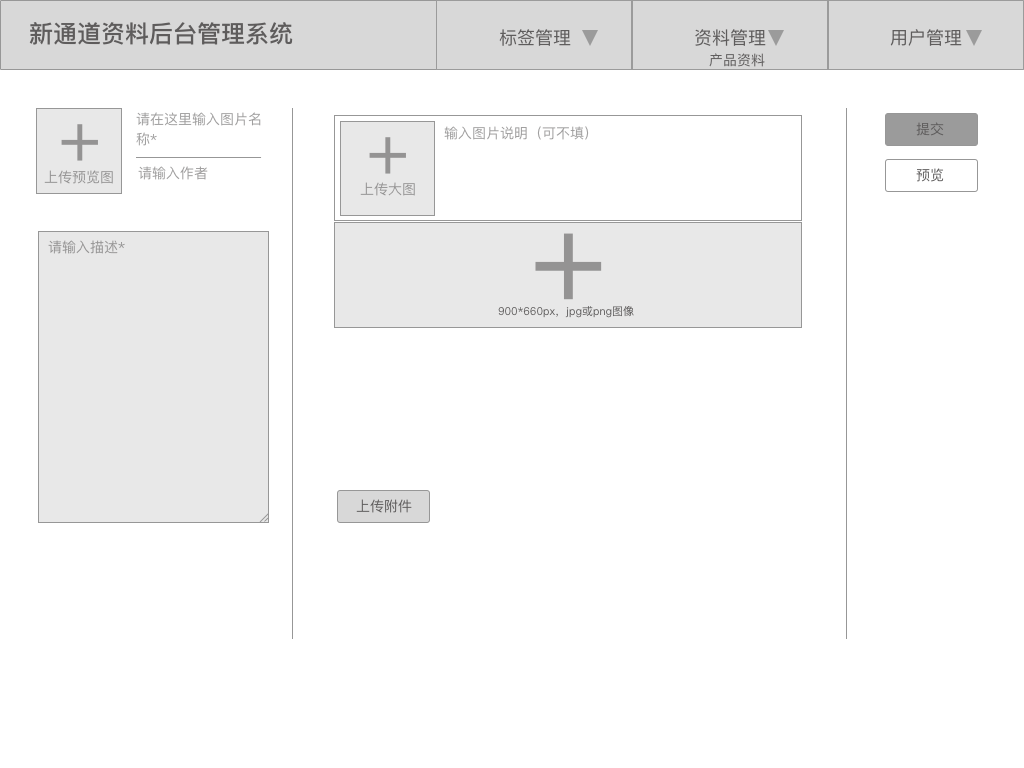 新通道资料后台管理系统
标签管理 ▼
资料管理▼
产品资料
用户管理▼
上传预览图
请在这里输入图片名
称*
请输入作者
请输入描述*
上传大图
输入图片说明（可不填）
900*660px，jpg或png图像
上传附件
提交
预览